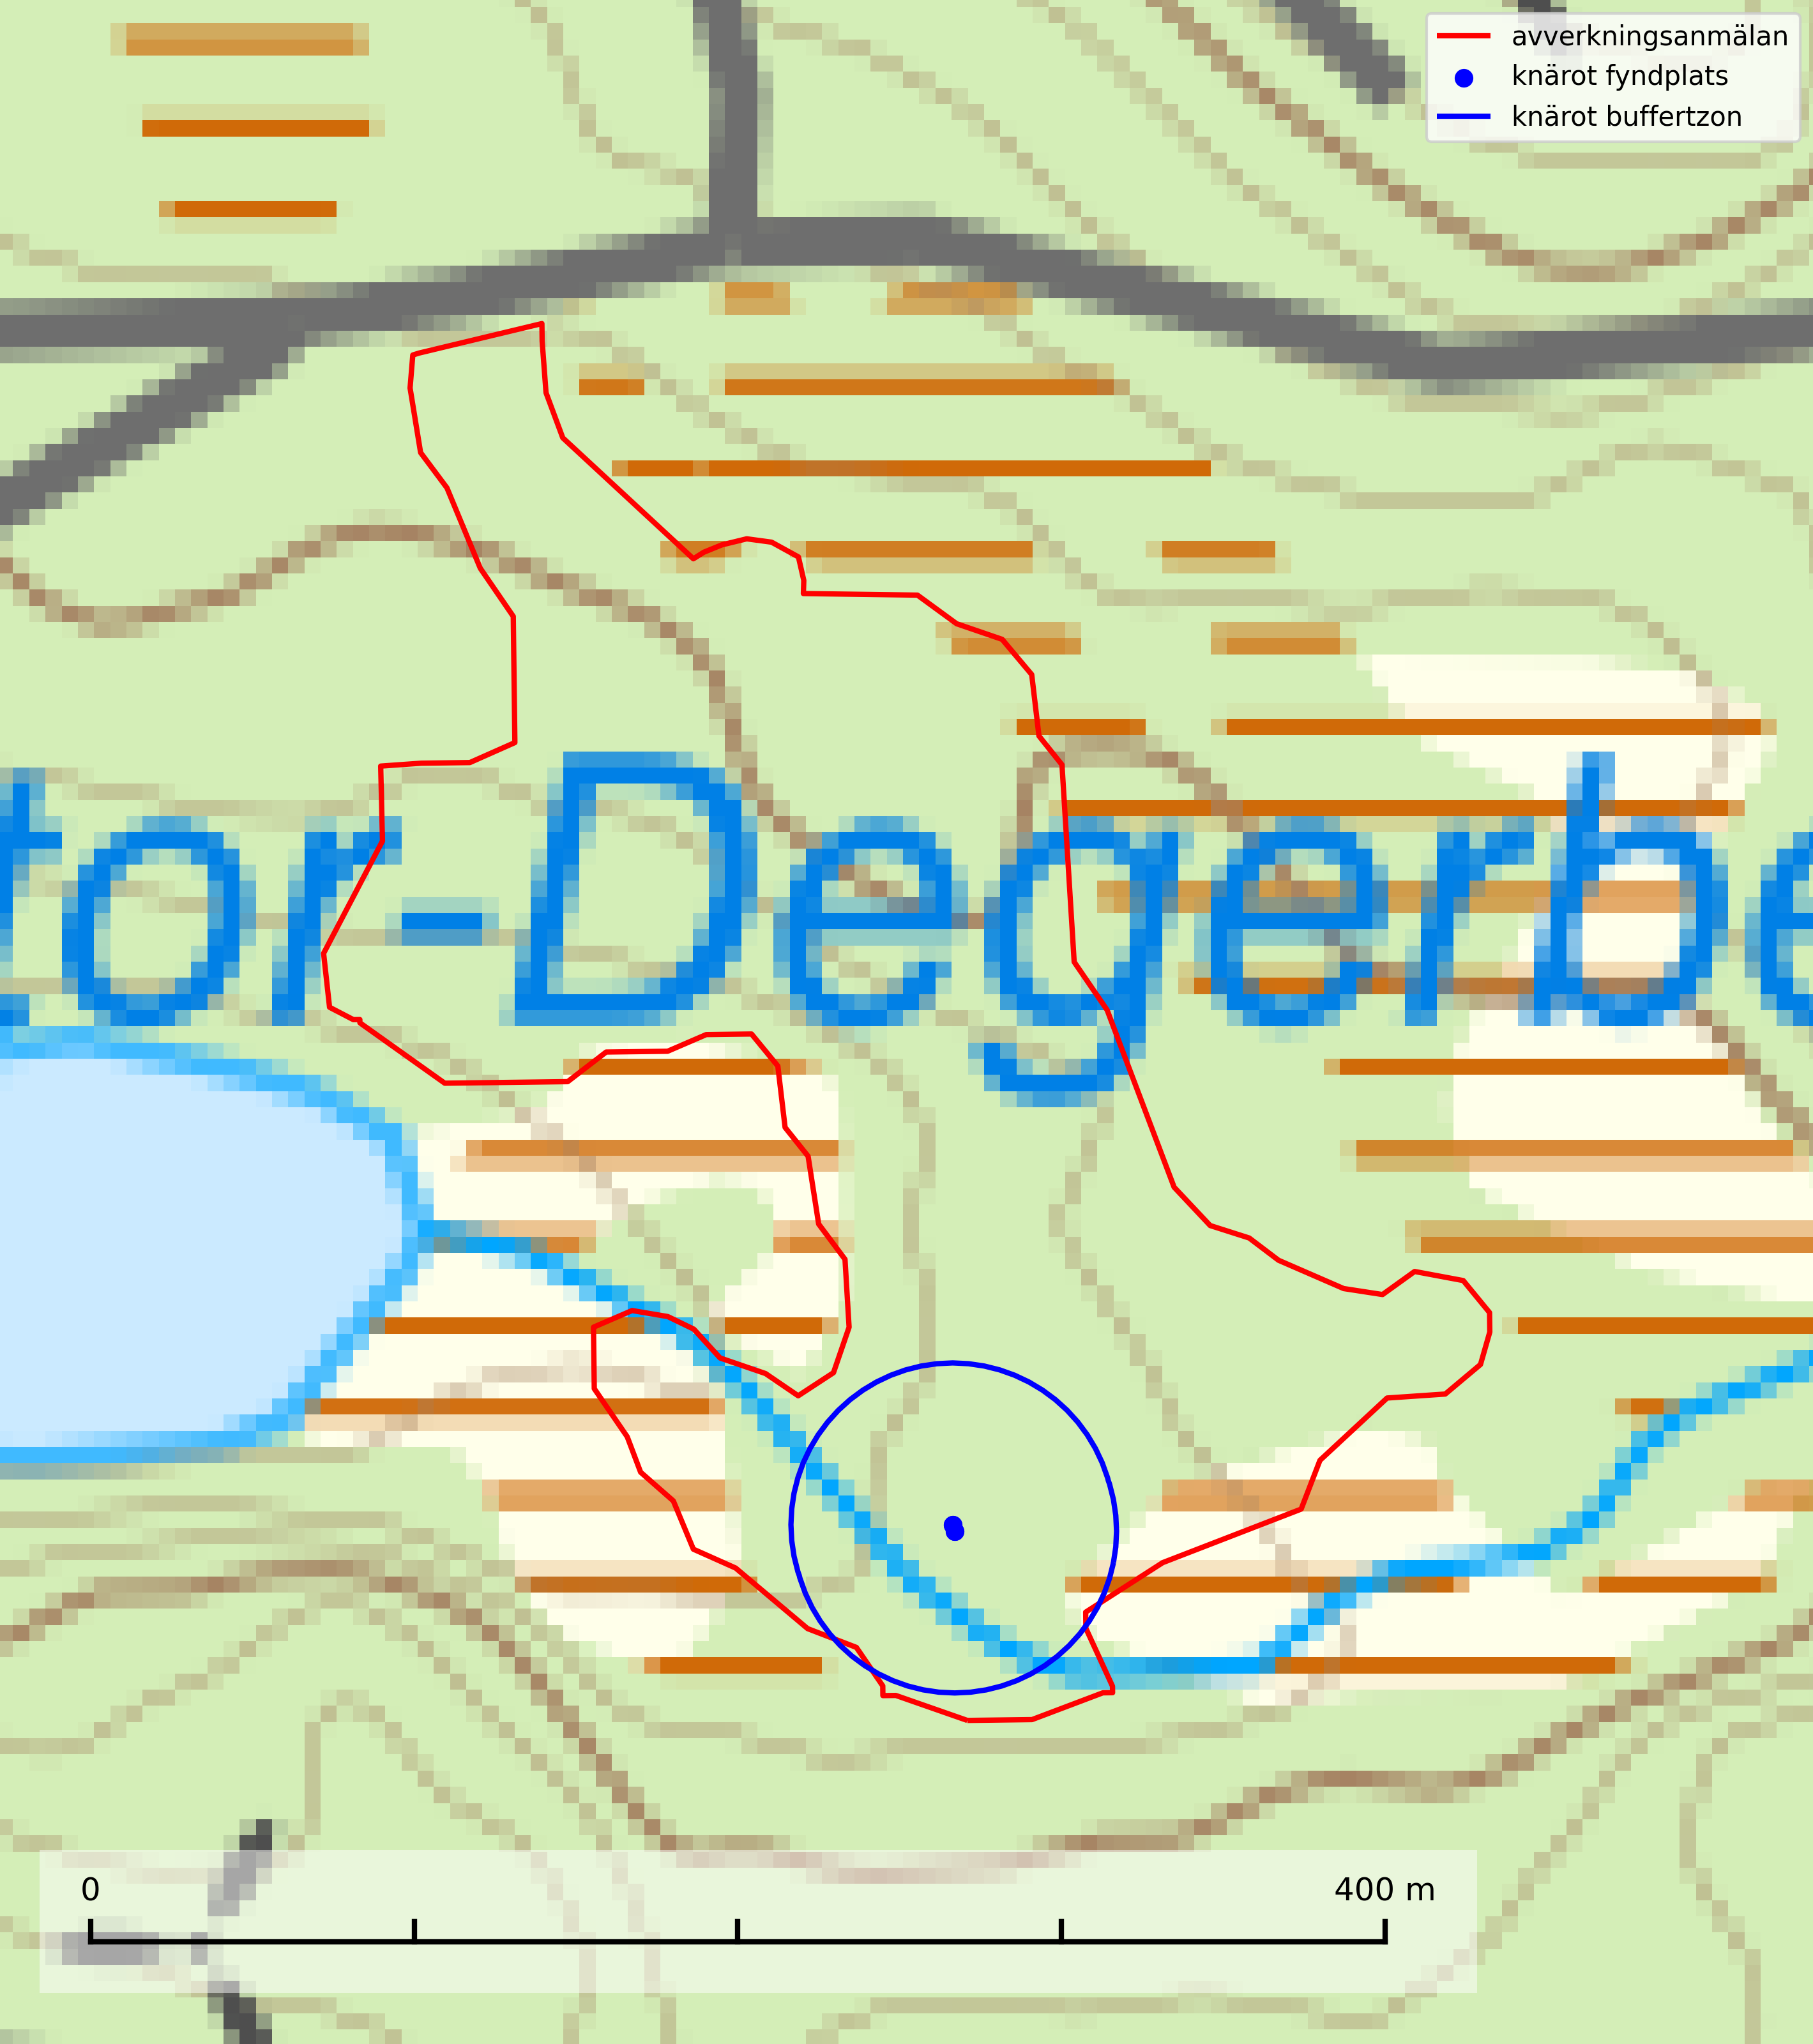 avverkningsanmälan
knärot fyndplats
knärot buffertzon
tor-Degerbe
0 400 m